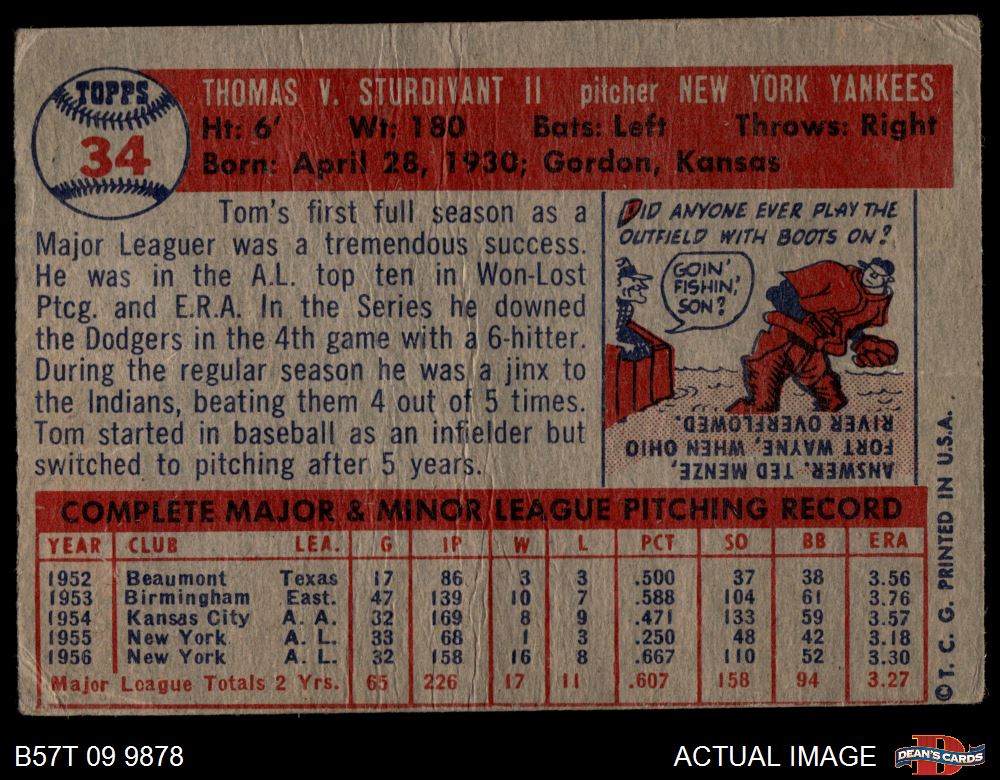 TOPPS
34
THOMAS V. STURDIVANT II pitcher NEW YORK YANKEES
Ht: 6' Wt: 180 Bats: Left Throws: Right
Born: April 28, 1930; Gordon, Kansas
Tom's first full season as a
Major Leaguer was a tremendous success.
He was in the A.L. top ten in Won-Lost
Ptcg. and E.R.A. In the Series he downed
the Dodgers in the 4th game with a 6-hitter.
During the regular season he was a jinx to
the Indians, beating them 4 out of 5 times.
Tom started in baseball as an infielder but
switched to pitching after 5 years.
DID ANYONE EVER PLAY THE
OUTFIELD WITH BOOTS ON?
GOIN'
FISHIN',
SON?
ANSWER. TED MENZE,
FORT WAYNE, WHEN OHIO
RIVER OVERFLOWED.
COMPLETE MAJOR & MINOR LEAGUE PITCHING RECORD
YEAR CLUB LEA. G IP W L PCT SO BB ERA
1952 Beaumont Texas 17 86 3 3 .500 37 38 3.56
1953 Birmingham East. 47 139 10 7 .588 104 61 3.76
1954 Kansas City A. A. 32 169 8 9 .471 133 59 3.57
1955 New York A. L. 33 68 1 3 .250 48 42 3.18
1956 New York A. L. 32 158 16 8 .667 110 52 3.30
Major League Totals 2 Yrs. 65 226 17 11 .607 158 94 3.27
© T. C. G. PRINTED IN U.S.A.
B57T 09 9878
ACTUAL IMAGE
DEAN'S CARDS